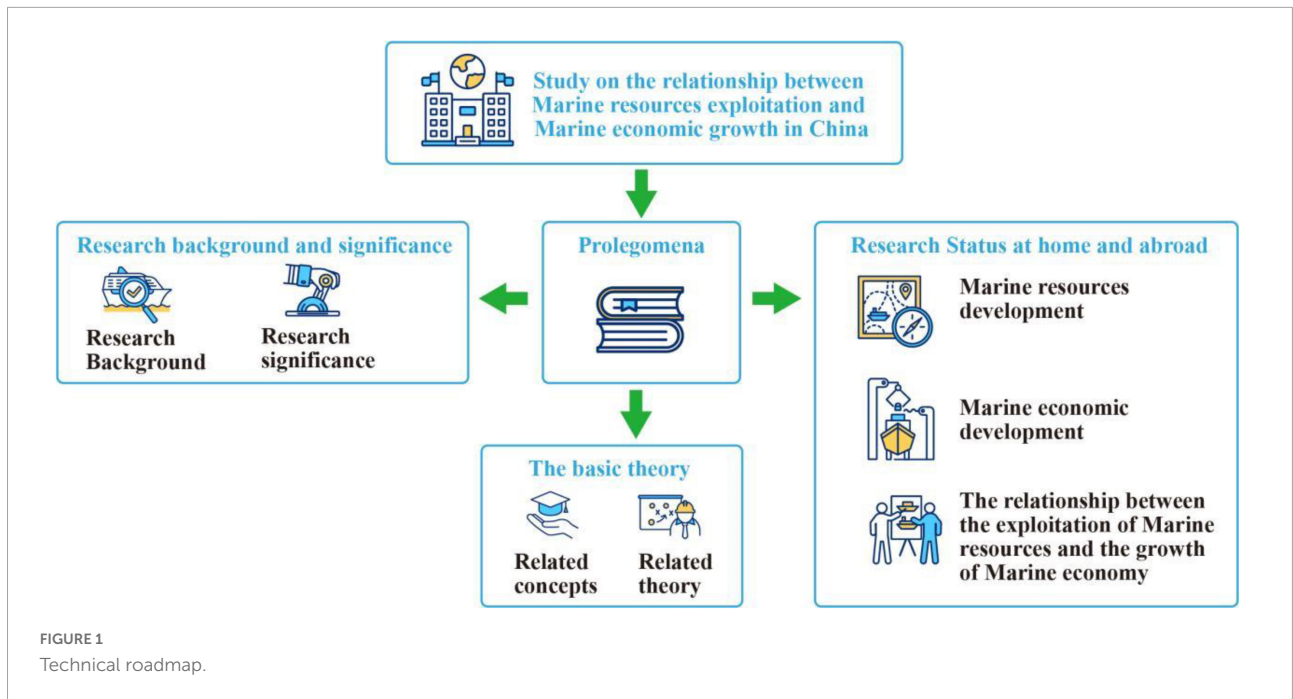 Study on the relationship between
Marine resources exploitation and
Marine economic growth in China
Research background and significance
Research
Background
Research
significance
Prolegomena
Research Status at home and abroad
Marine resources
development
Marine economic
development
The relationship between
the exploitation of Marine
resources and the growth
of Marine economy
The basic theory
Related
concepts
Related
theory
FIGURE 1
Technical roadmap.